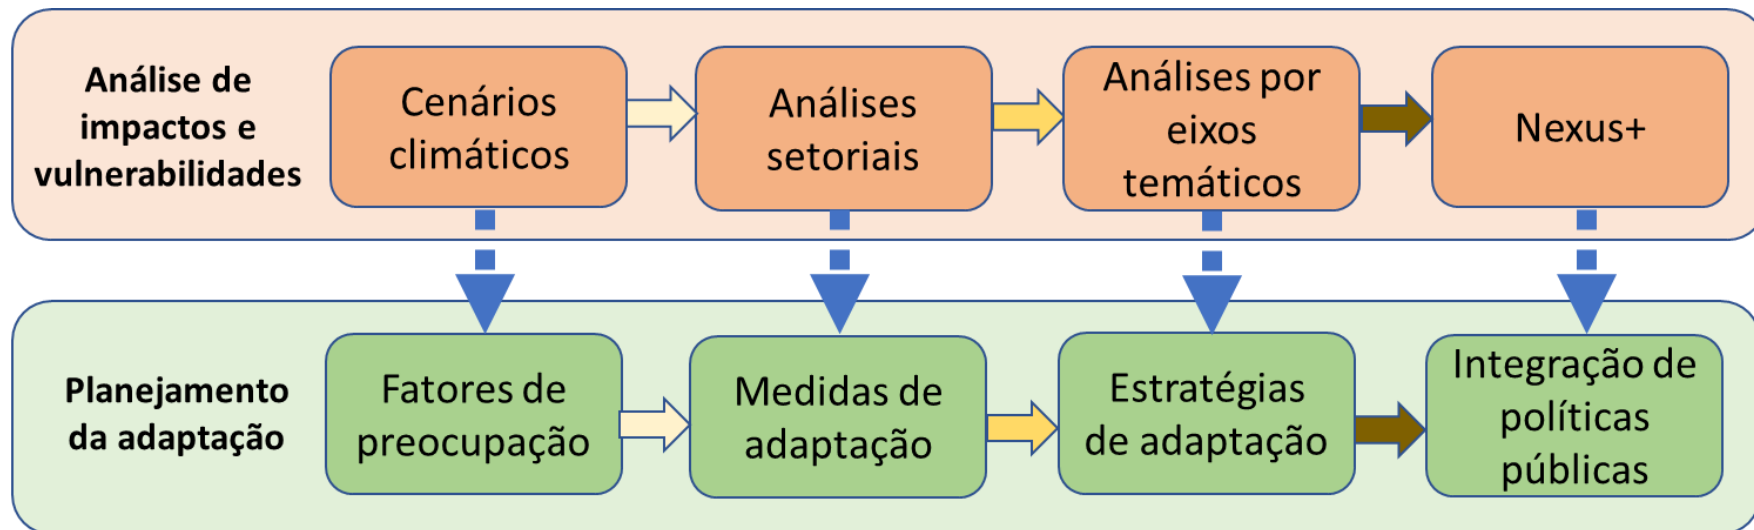 Análise de
impactos e
vulnerabilidades
Cenários
climáticos
Análises
setoriais
Análises por
eixos
temáticos
Nexus+
Planejamento
da adaptação
Fatores de
preocupação
Medidas de
adaptação
Estratégias
de adaptação
Integração de
políticas
públicas